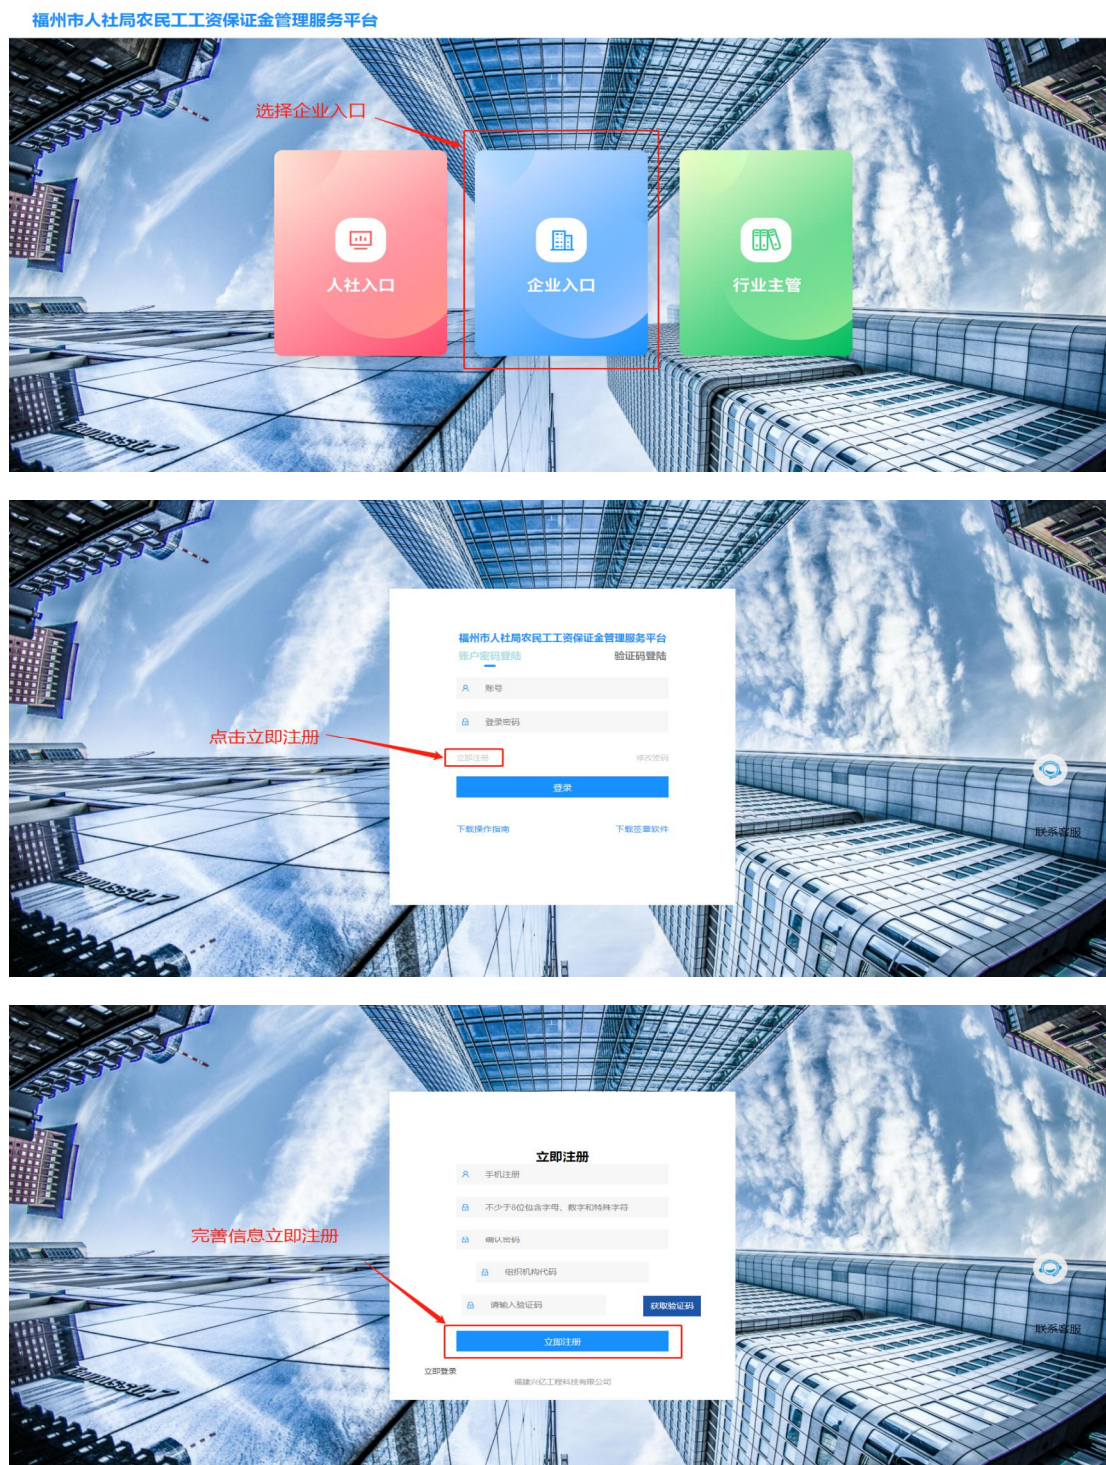 福州市人社局农民工工资保证金管理服务平台
选择企业入口
人社入口
企业入口
行业主管
福州市人社局农民工工资保证金管理服务平台
账户密码登陆
验证码登陆
账号
登录密码
点击立即注册
立即注册
修改密码
登录
下载操作指南
下载签章软件
联系客服
立即注册
手机注册
不少于8位包含字母、数字和特殊字符
完善信息立即注册
确认密码
组织机构代码
请输入验证码
获取验证码
立即注册
联系客服
立即登录
福建兴亿工程科技有限公司